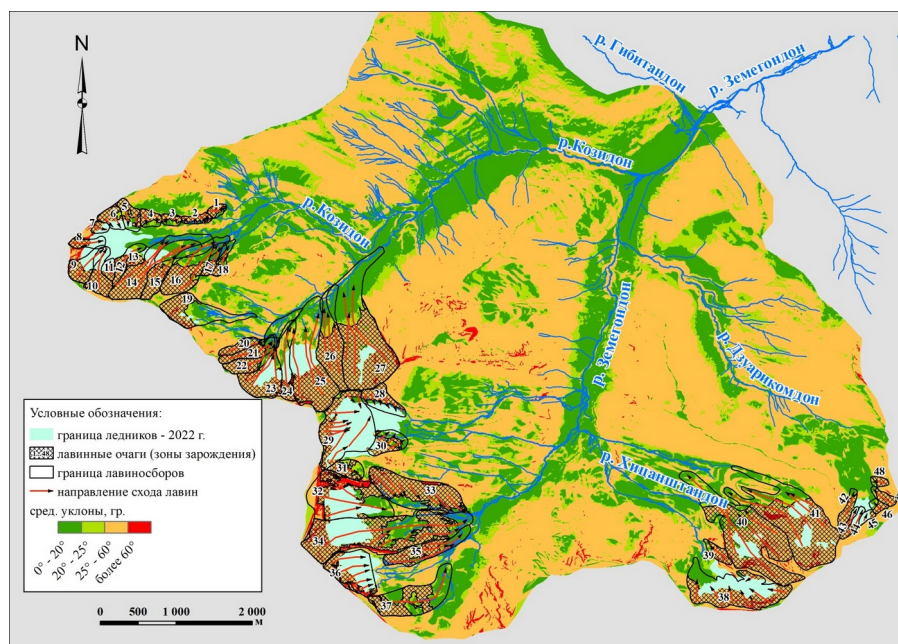 N
р. Гибитандон
р. Земегондон
р.Козидон
р. Козидон
р. Земегондон
р. Дзуарикомдон
р. Хицанштандон
1
2
3
4
5
6
7
8
9
10
11
12
13
14
15
16
17
18
19
20
21
22
23
24
25
26
27
28
29
30
31
32
33
34
35
36
37
38
39
40
41
42
43
44
45
46
48
Условные обозначения:
граница ледников - 2022 г.
лавинные очаги (зоны зарождения)
граница лавиносборов
направление схода лавин
сред. уклоны, гр.
0° - 20°
20° - 25°
25° - 60°
более 60°
0 500 1 000 2 000
м